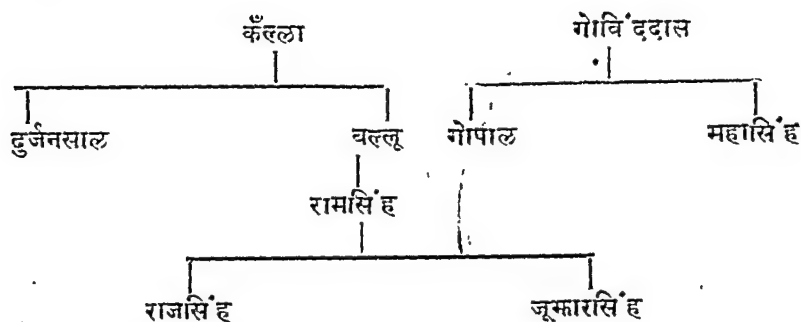 कँल्ला गोविंददास
दुर्जनसाल वल्लू गोपाल महासिंह
रामसिंह
राजसिंह जूझारसिंह